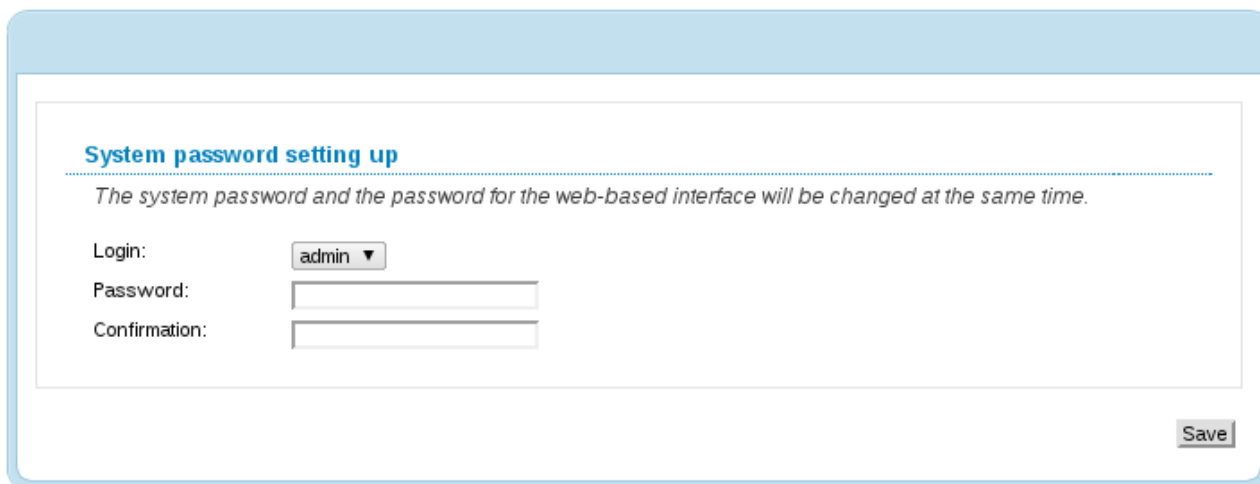 System password setting up
The system password and the password for the web-based interface will be changed at the same time.
Login: admin ▼
Password:
Confirmation:
Save